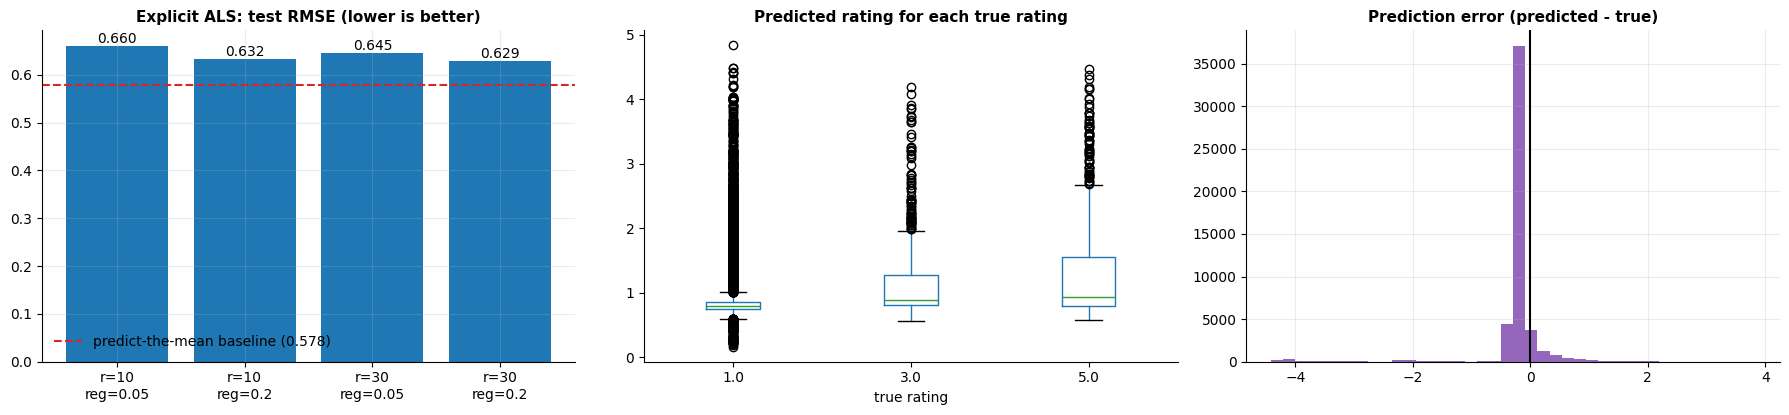 Explicit ALS: test RMSE (lower is better)
0.660
0.632
0.645
0.629
0.6
0.5
0.4
0.3
0.2
0.1
0.0
predict-the-mean baseline (0.578)
r=10
reg=0.05
r=10
reg=0.2
r=30
reg=0.05
r=30
reg=0.2
Predicted rating for each true rating
5
4
3
2
1
0
1.0
3.0
5.0
true rating
Prediction error (predicted - true)
35000
30000
25000
20000
15000
10000
5000
0
−4
−2
0
2
4